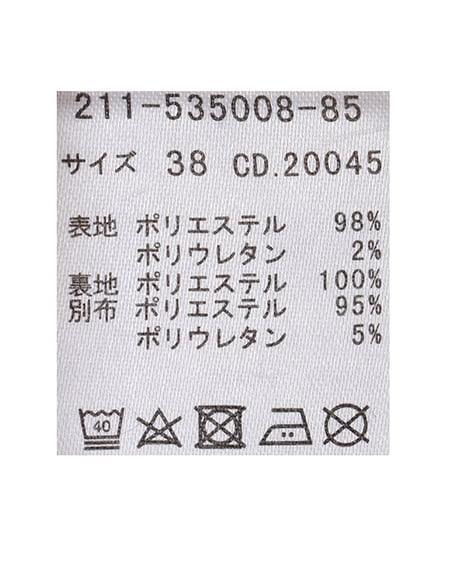 211-535008-85
サイズ 38 CD.20045
表地 ポリエステル 98%
ポリウレタン 2%
裏地 ポリエステル 100%
別布 ポリエステル 95%
ポリウレタン 5%
40